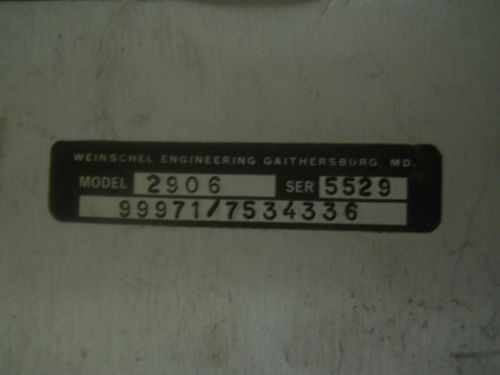 WEINSCHEL ENGINEERING GAITHERSBURG, MD.
MODEL 2906 SER 5529
99971/7534336